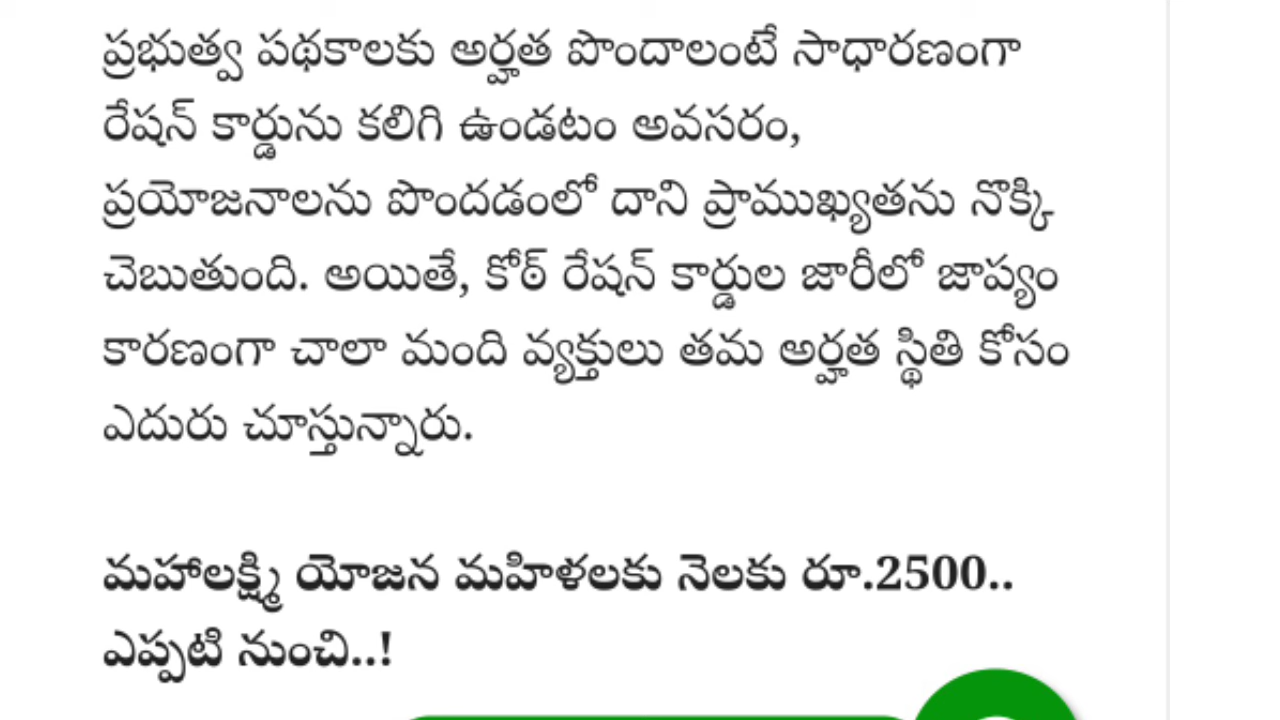 ప్రభుత్వ పథకాలకు అర్హత పొందాలంటే సాధారణంగా
రేషన్ కార్డును కలిగి ఉండటం అవసరం,
ప్రయోజనాలను పొందడంలో దాని ప్రాముఖ్యతను నొక్కి
చెబుతుంది. అయితే, కోఠ్ రేషన్ కార్డుల జారీలో జాప్యం
కారణంగా చాలా మంది వ్యక్తులు తమ అర్హత స్థితి కోసం
ఎదురు చూస్తున్నారు.
మహాలక్ష్మి యోజన మహిళలకు నెలకు రూ.2500..
ఎప్పటి నుంచి..!